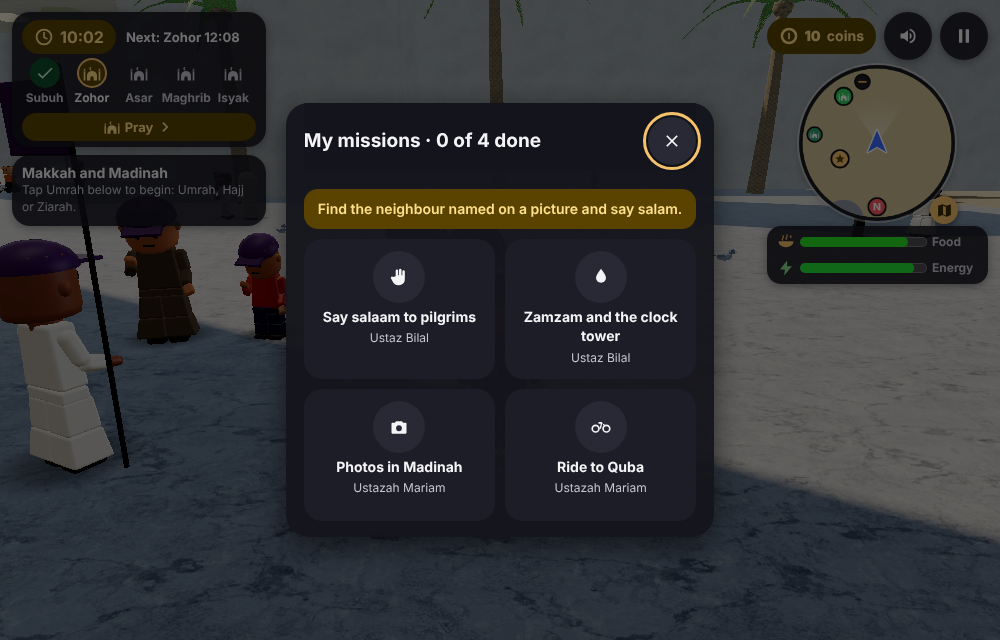 10:02 Next: Zohor 12:08
Subuh Zohor Asar Maghrib Isyak
Pray
Makkah and Madinah
Tap Umrah below to begin: Umrah, Hajj
or Ziarah.
10 coins
N
Food
Energy
My missions · 0 of 4 done
Find the neighbour named on a picture and say salam.
Say salaam to pilgrims
Ustaz Bilal
Zamzam and the clock
tower
Ustaz Bilal
Photos in Madinah
Ustazah Mariam
Ride to Quba
Ustazah Mariam